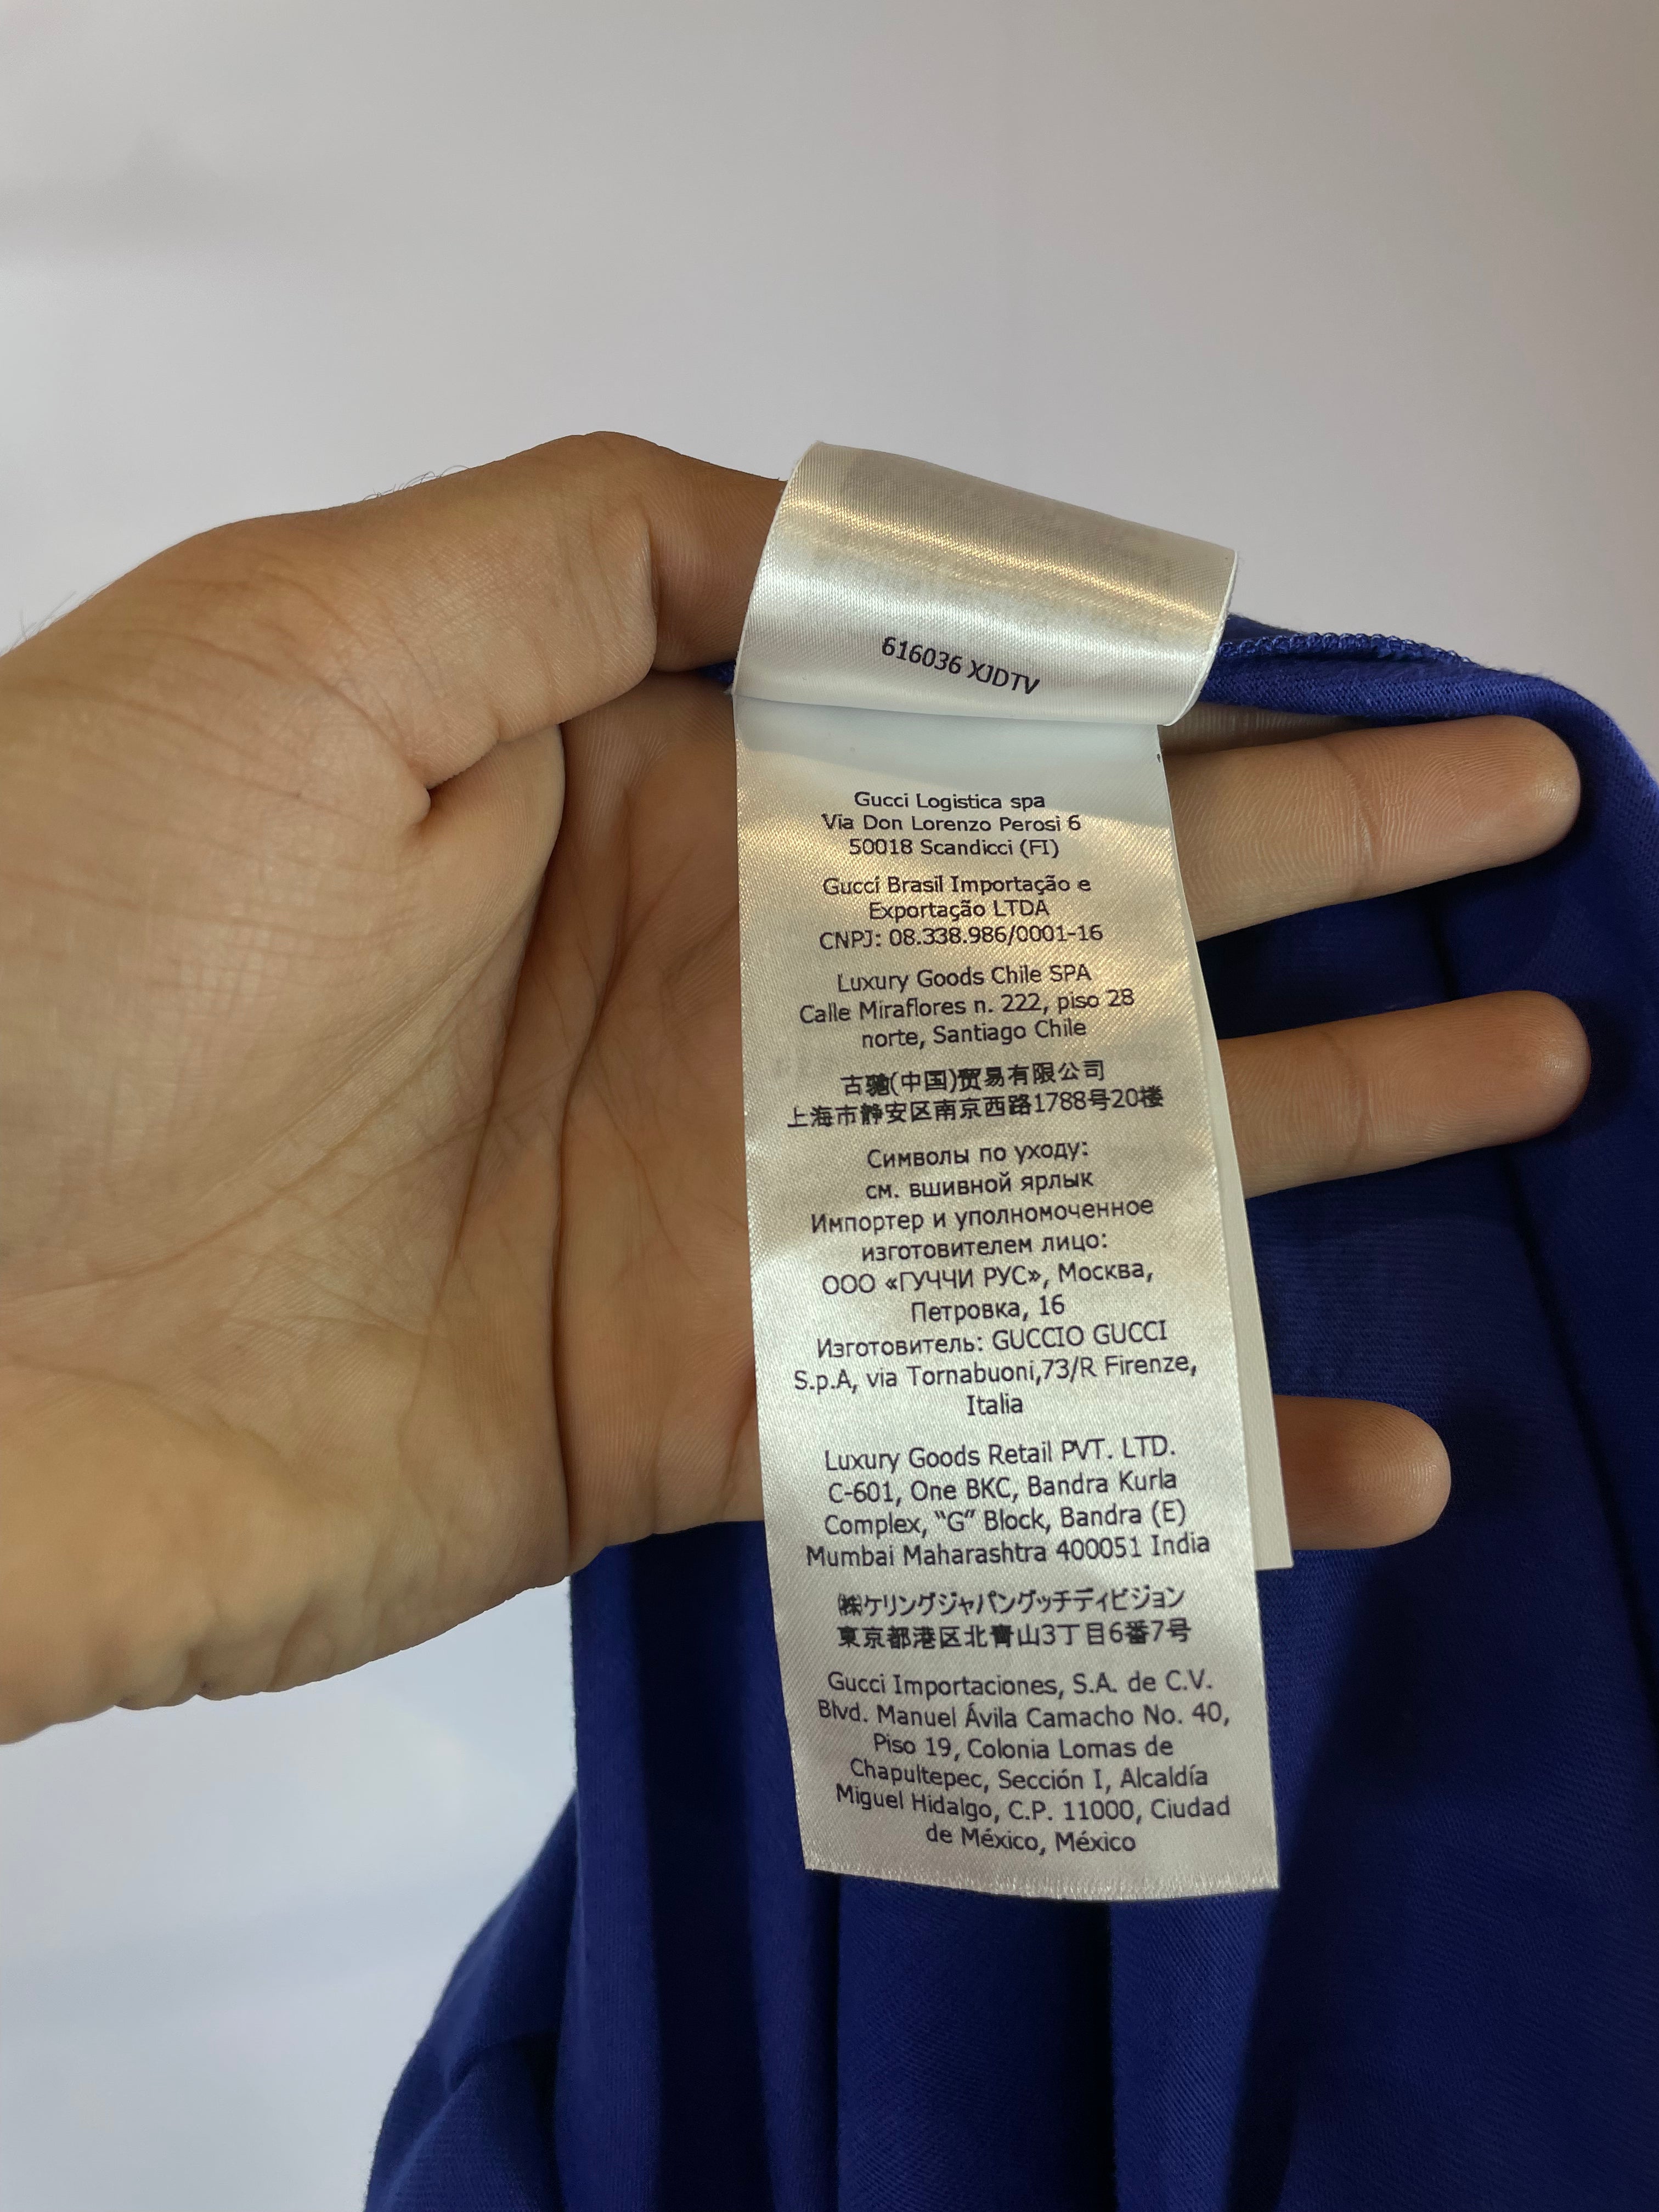 616036 XJDTV
Gucci Logistica spa
Via Don Lorenzo Perosi 6
50018 Scandicci (FI)
Gucci Brasil Importação e
Exportação LTDA
CNPJ: 08.338.986/0001-16
Luxury Goods Chile SPA
Calle Miraflores n. 222, piso 28
norte, Santiago Chile
古驰(中国)贸易有限公司
上海市静安区南京西路1788号20楼
Символы по уходу:
см. вшивной ярлык
Импортер и уполномоченное
изготовителем лицо:
ООО «ГУЧЧИ РУС», Москва,
Петровка, 16
Изготовитель: GUCCIO GUCCI
S.p.A, via Tornabuoni,73/R Firenze,
Italia
Luxury Goods Retail PVT. LTD.
C-601, One BKC, Bandra Kurla
Complex, “G” Block, Bandra (E)
Mumbai Maharashtra 400051 India
㈱ケリングジャパングッチディビジョン
東京都港区北青山3丁目6番7号
Gucci Importaciones, S.A. de C.V.
Blvd. Manuel Ávila Camacho No. 40,
Piso 19, Colonia Lomas de
Chapultepec, Sección I, Alcaldía
Miguel Hidalgo, C.P. 11000, Ciudad
de México, México